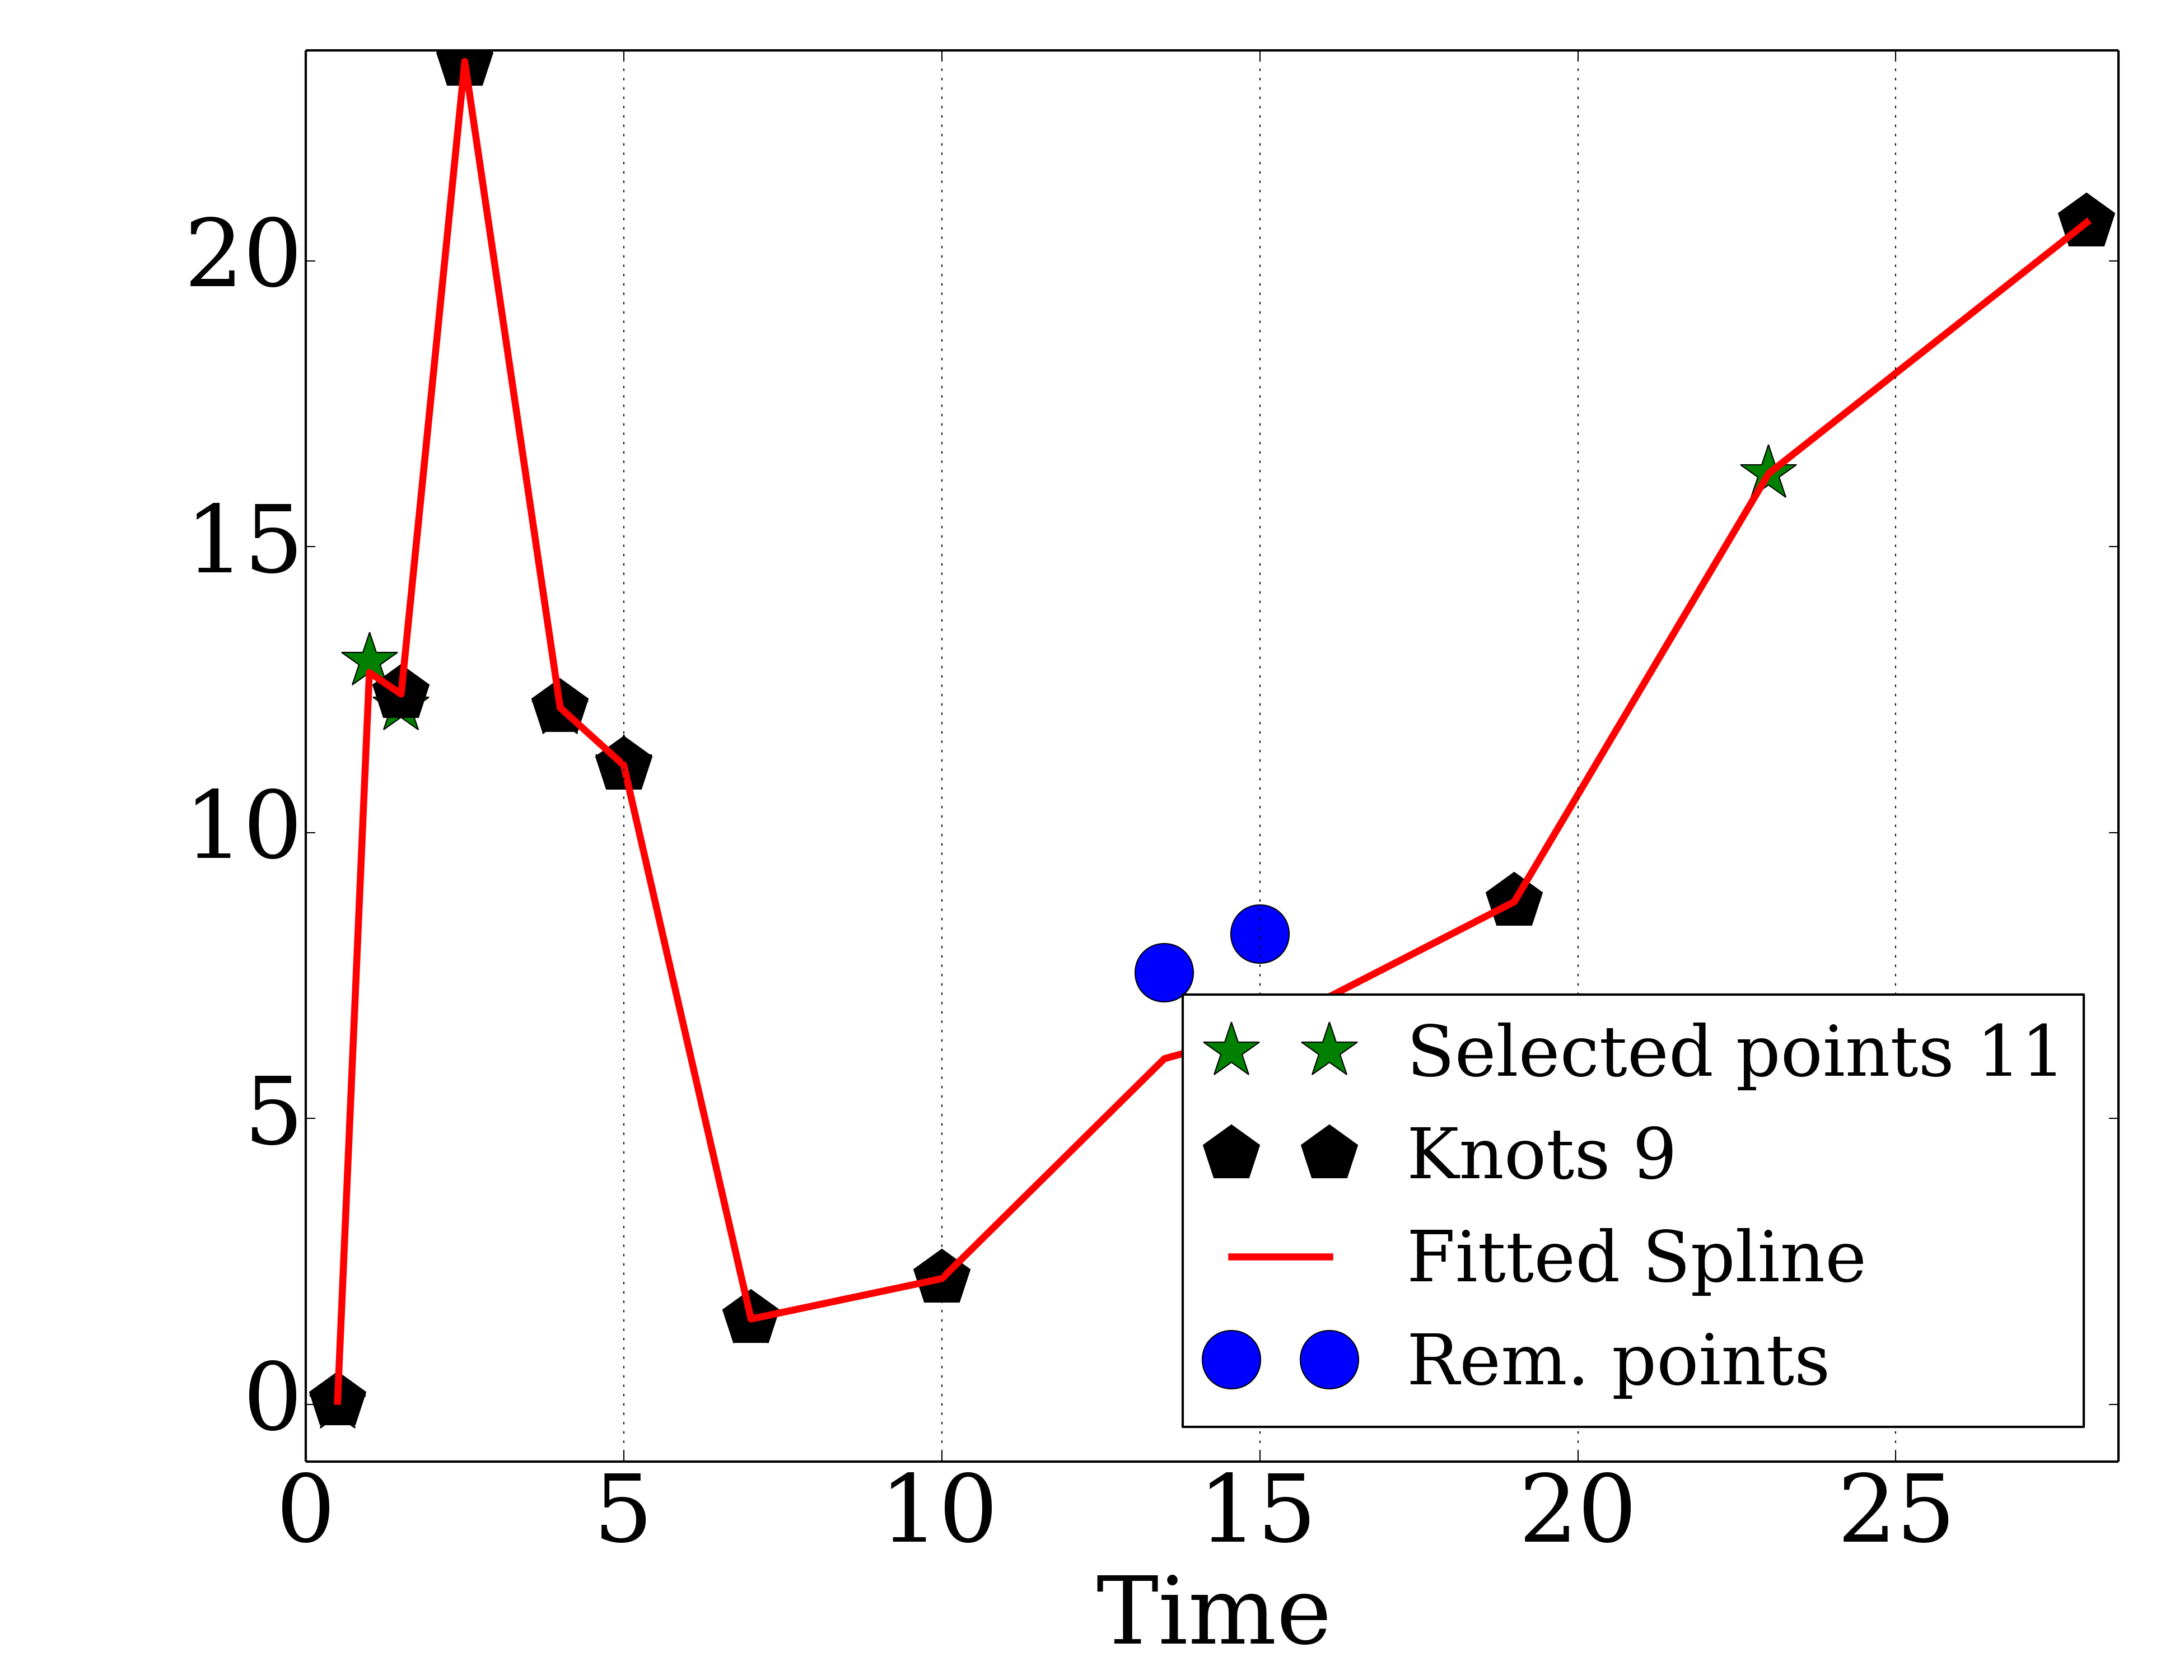 20
15
10
5
0
0 5 10 15 20 25
Time
Selected points 11
Knots 9
Fitted Spline
Rem. points